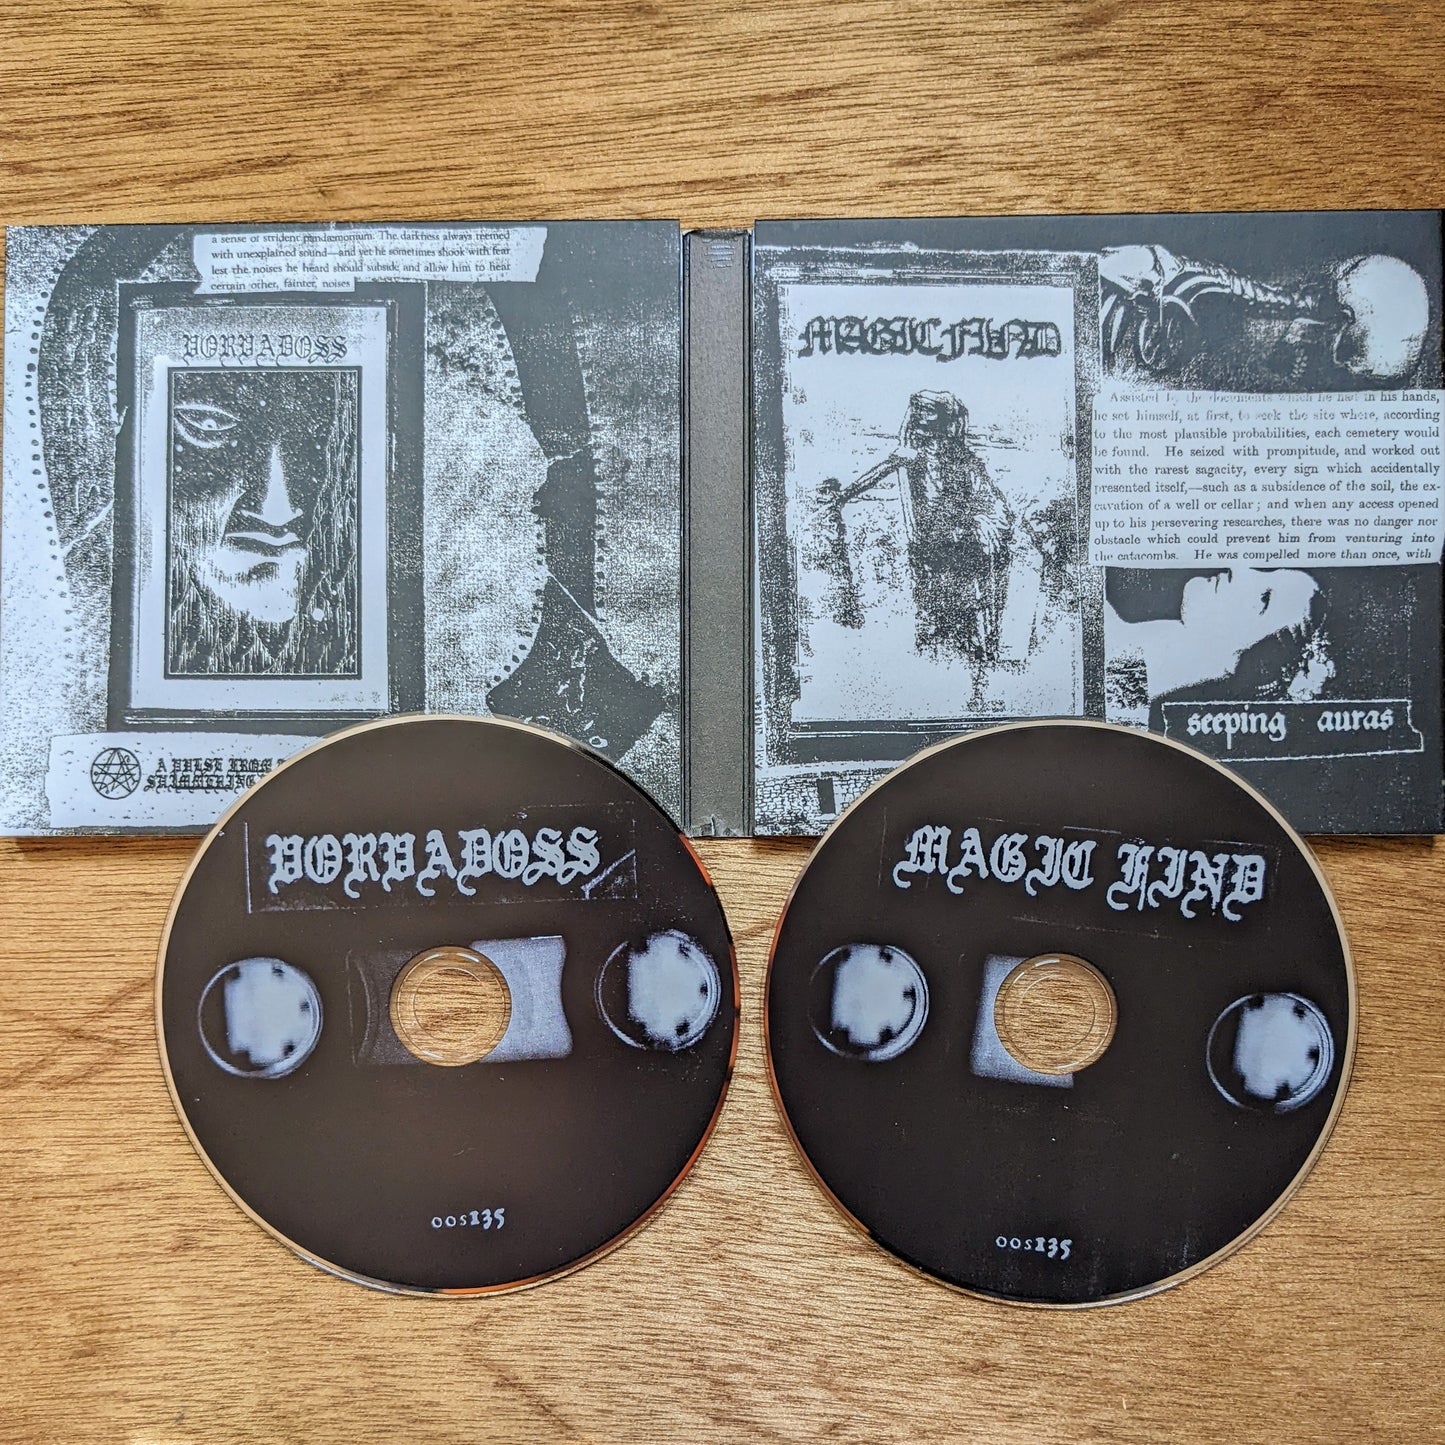 a sense of strident pandæmonium. The darkness always teemed
with unexplained sound—and yet he sometimes shook with fear
lest the noises he heard should subside and allow him to hear
certain other, fainter, noises
VORVADOSS
A PULSE FROM
SHIMMERING
MAGIC FIND
Assisted by the documents which he had in his hands,
he set himself, at first, to seek the site where, according
to the most plausible probabilities, each cemetery would
be found. He seized with promptitude, and worked out
with the rarest sagacity, every sign which accidentally
presented itself,—such as a subsidence of the soil, the ex-
cavation of a well or cellar; and when any access opened
up to his persevering researches, there was no danger nor
obstacle which could prevent him from venturing into
the catacombs. He was compelled more than once, with
seeping auras
VORVADOSS
oos135
MAGIC FIND
oos135